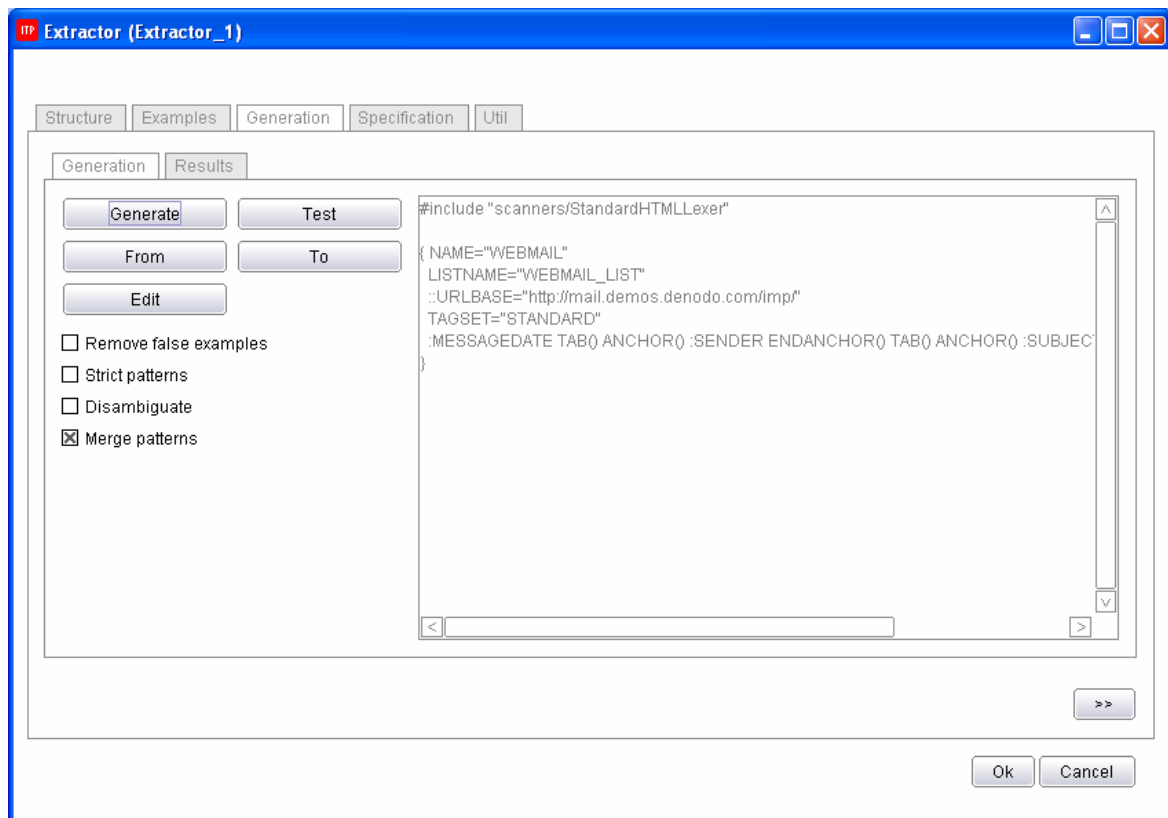 ITP Extractor (Extractor_1)
Structure Examples Generation Specification Util
Generation Results
Generate Test
From To
Edit
Remove false examples
Strict patterns
Disambiguate
Merge patterns
#include "scanners/StandardHTMLLexer"
{ NAME="WEBMAIL"
LISTNAME="WEBMAIL_LIST"
::URLBASE="http://mail.demos.denodo.com/imp/"
TAGSET="STANDARD"
:MESSAGEDATE TAB() ANCHOR() :SENDER ENDANCHOR() TAB() ANCHOR() :SUBJEC
}
>>
Ok Cancel